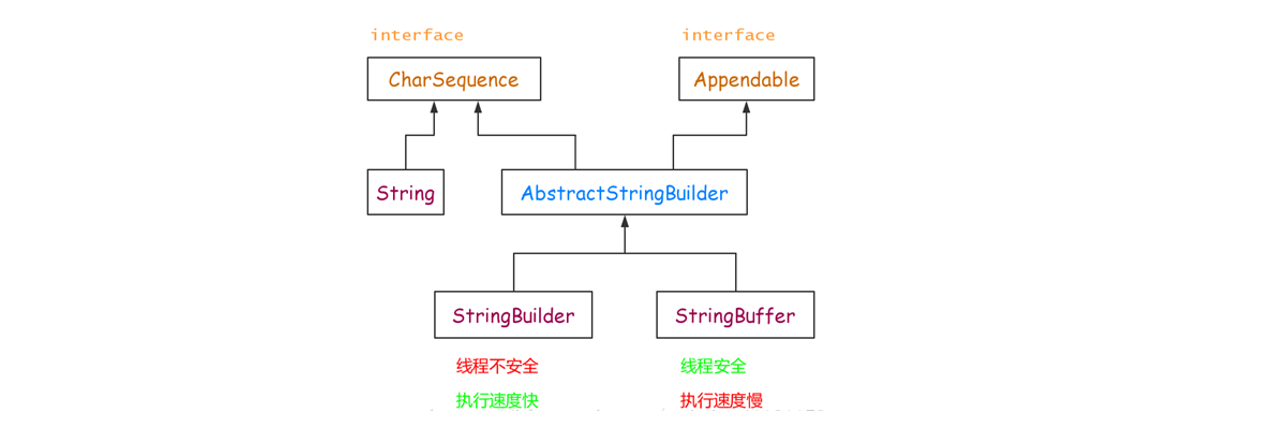 interface
interface
CharSequence
Appendable
String
AbstractStringBuilder
StringBuilder
StringBuffer
线程不安全
线程安全
执行速度快
执行速度慢